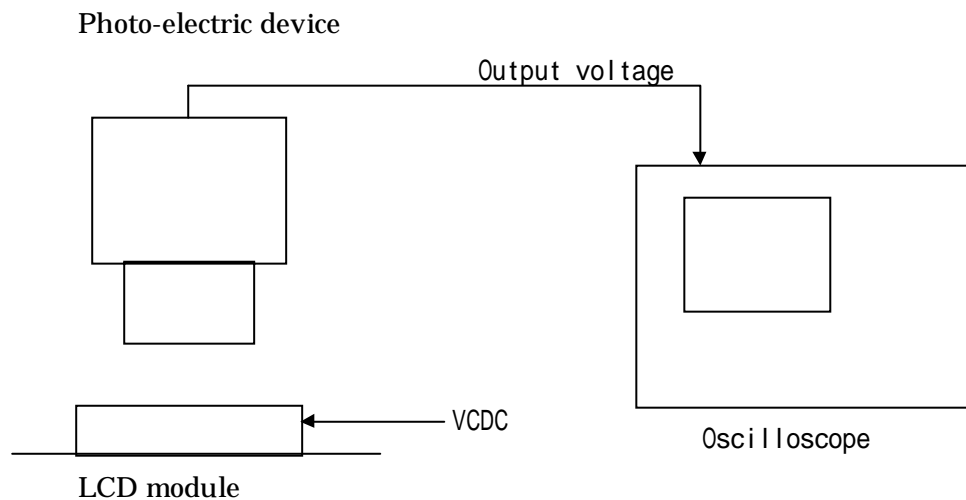 Photo-electric device
Output voltage
VCDC
Oscilloscope
LCD module